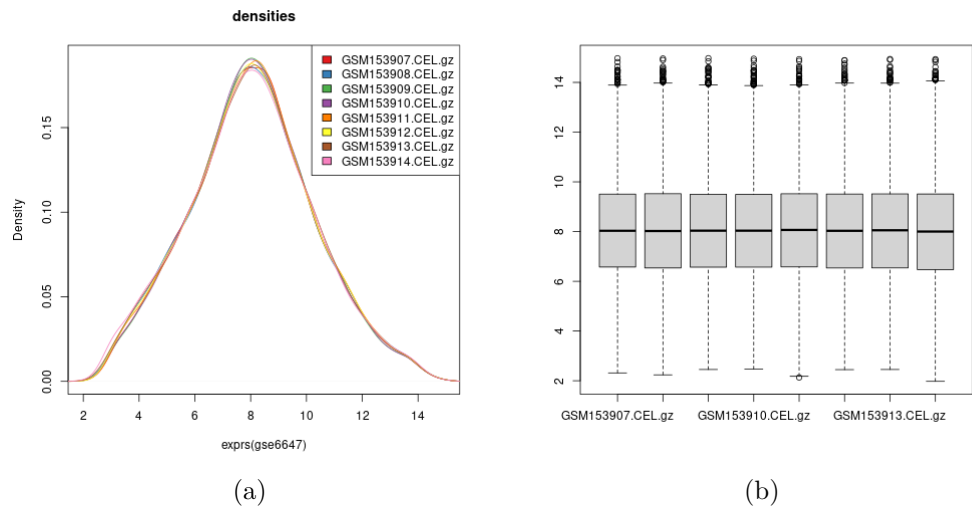 densities
GSM153907.CEL.gz
GSM153908.CEL.gz
GSM153909.CEL.gz
GSM153910.CEL.gz
GSM153911.CEL.gz
GSM153912.CEL.gz
GSM153913.CEL.gz
GSM153914.CEL.gz
Density
0.00 0.05 0.10 0.15
2 4 6 8 10 12 14
exprs(gse6647)
(a)
2 4 6 8 10 12 14
GSM153907.CEL.gz GSM153910.CEL.gz GSM153913.CEL.gz
(b)